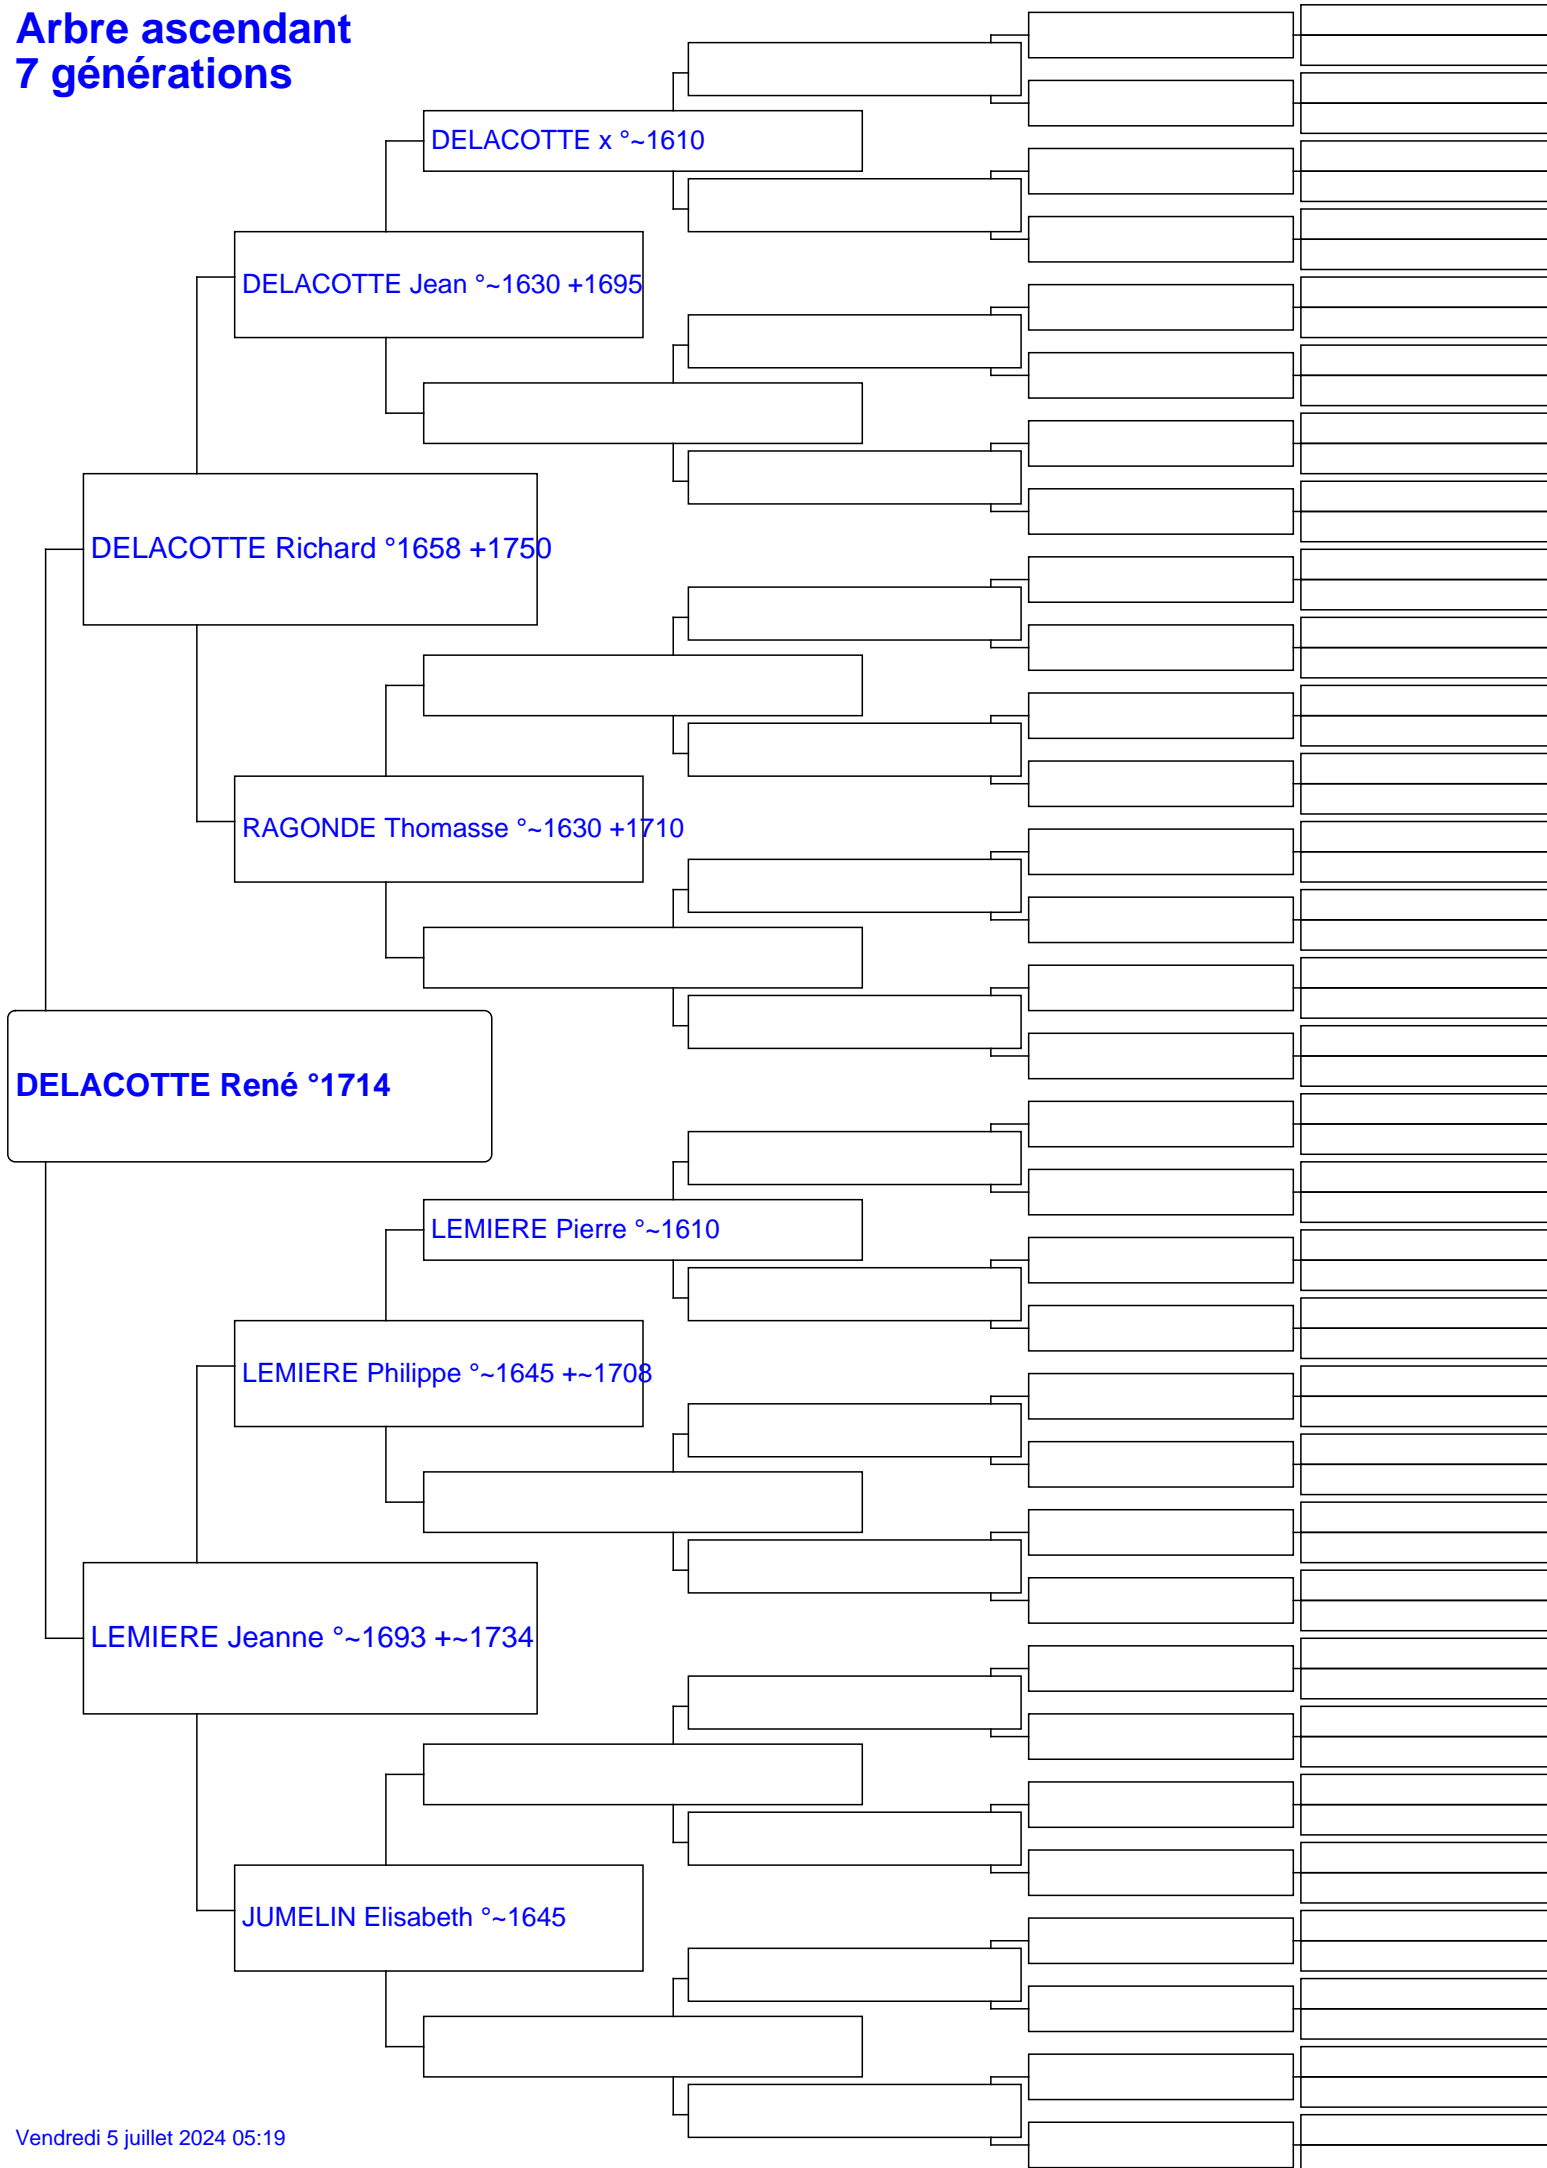 Arbre ascendant
7 générations
DELACOTTE x °~1610
DELACOTTE Jean °~1630 +1695
DELACOTTE Richard °1658 +1750
RAGONDE Thomasse °~1630 +1710
DELACOTTE René °1714
LEMIERE Pierre °~1610
LEMIERE Philippe °~1645 +~1708
LEMIERE Jeanne °~1693 +~1734
JUMELIN Elisabeth °~1645
Vendredi 5 juillet 2024 05:19